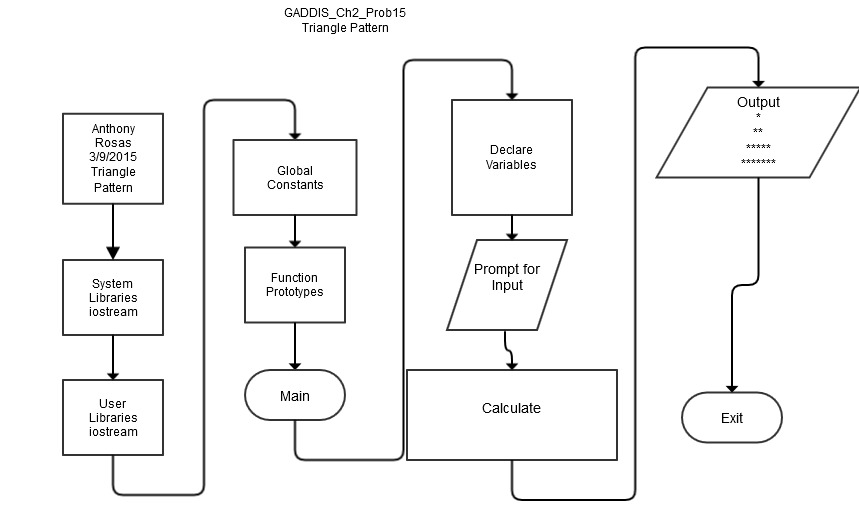 GADDIS_Ch2_Prob15
Triangle Pattern
Anthony
Rosas
3/9/2015
Triangle
Pattern
System
Libraries
iostream
User
Libraries
iostream
Global
Constants
Function
Prototypes
Main
Declare
Variables
Prompt for
Input
Calculate
Output
*
**
*****
*******
Exit